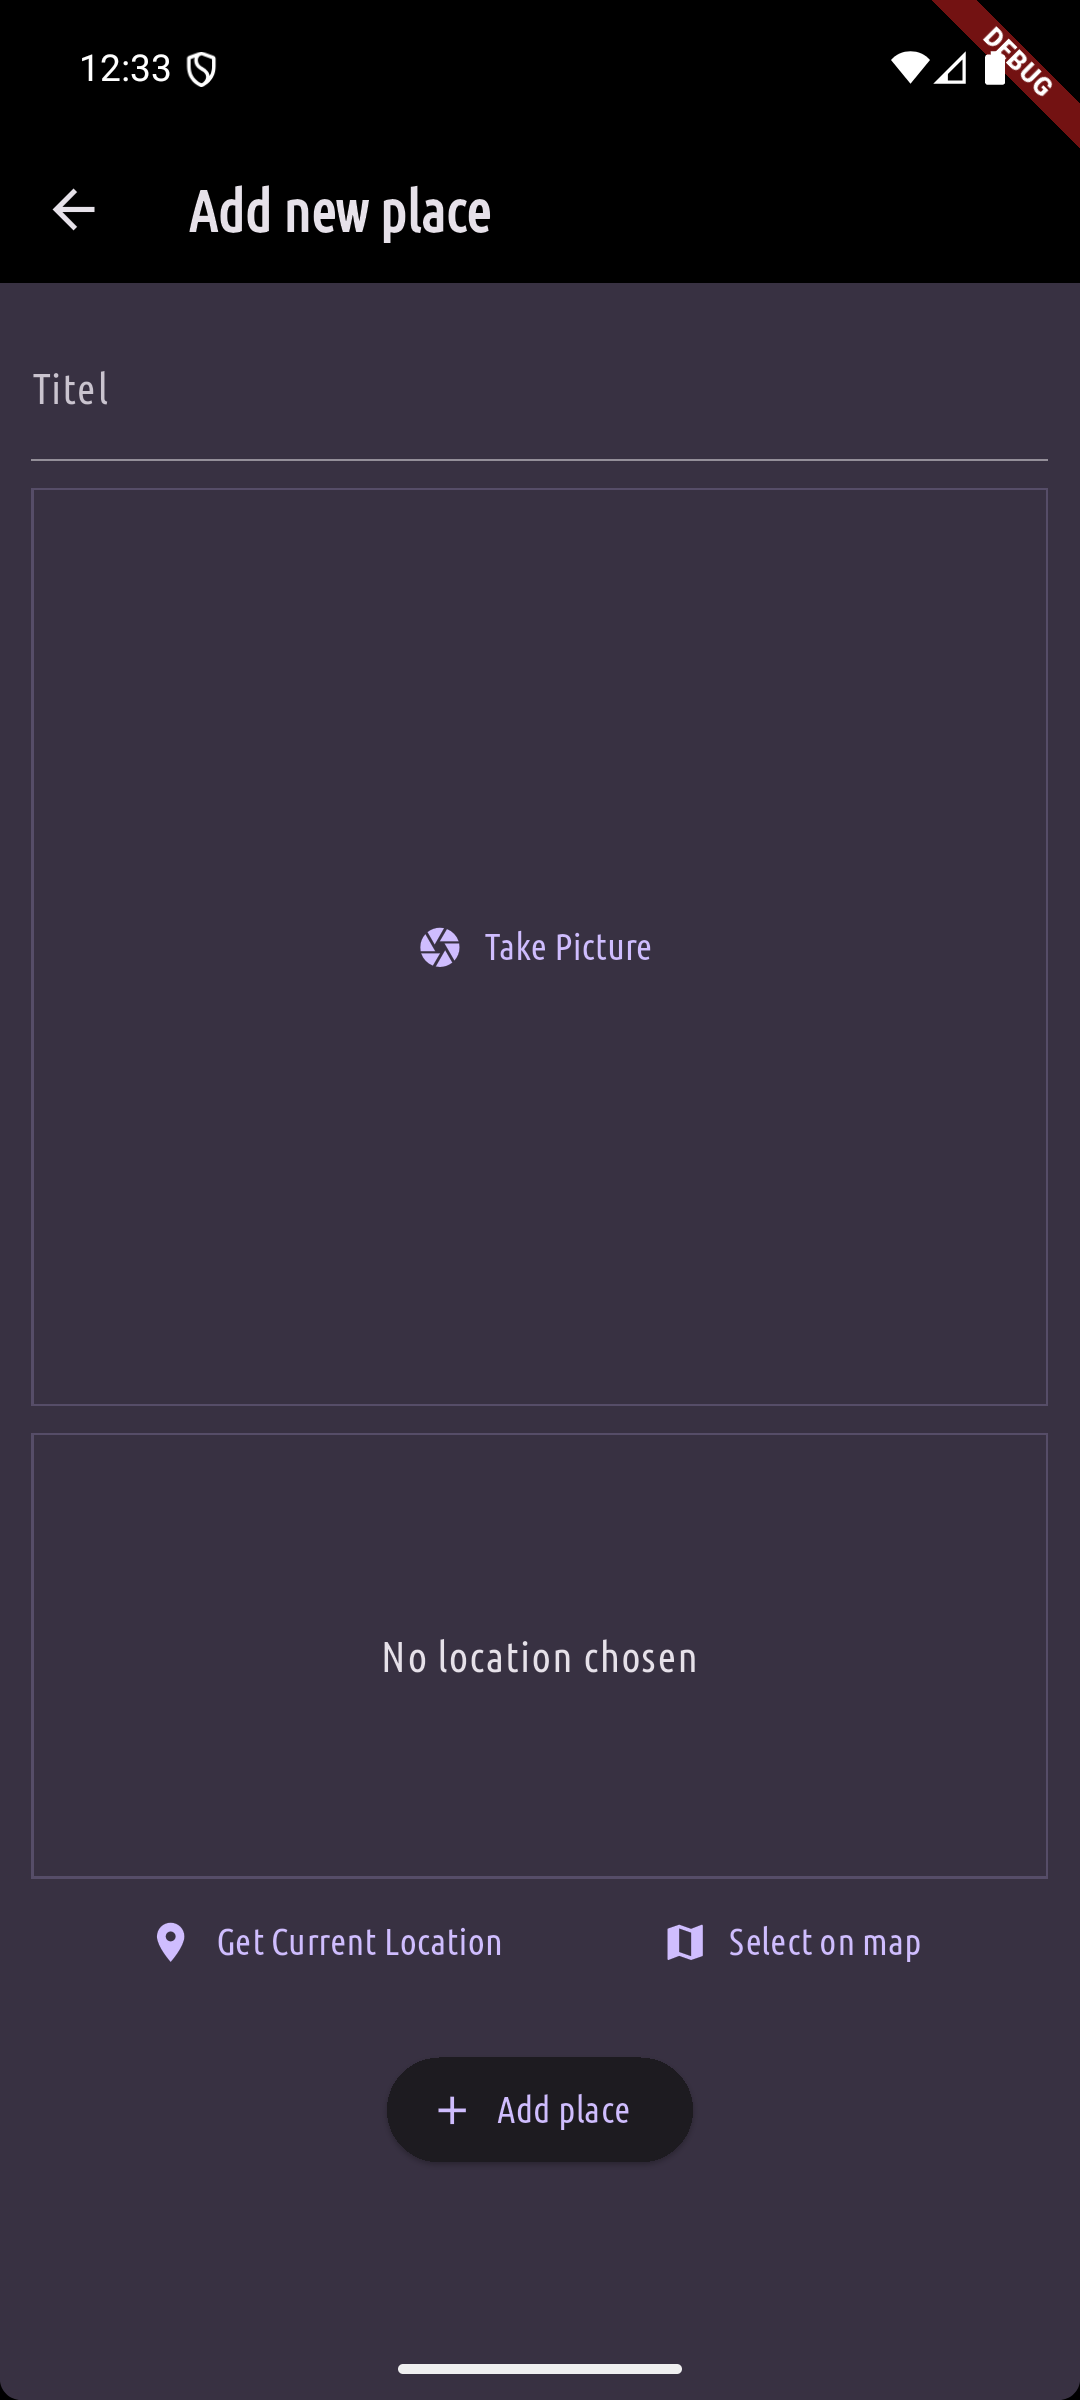 12:33
DEBUG
Add new place
Titel
Take Picture
No location chosen
Get Current Location
Select on map
Add place